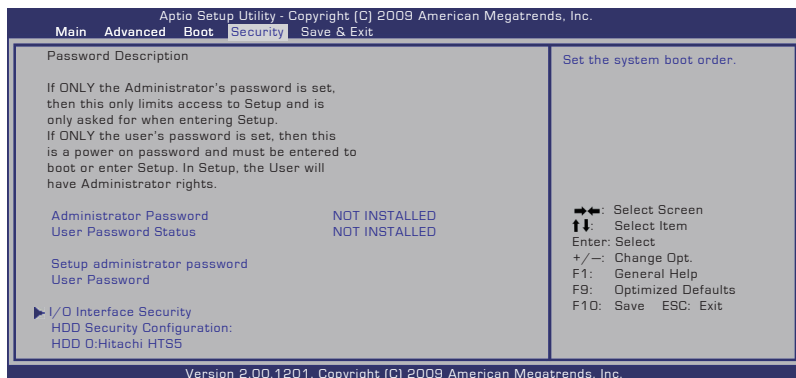 Aptio Setup Utility - Copyright (C) 2009 American Megatrends, Inc.
Main Advanced Boot Security Save & Exit
Password Description
If ONLY the Administrator's password is set,
then this only limits access to Setup and is
only asked for when entering Setup.
If ONLY the user's password is set, then this
is a power on password and must be entered to
boot or enter Setup. In Setup, the User will
have Administrator rights.
Administrator Password NOT INSTALLED
User Password Status NOT INSTALLED
Setup administrator password
User Password
I/O Interface Security
HDD Security Configuration:
HDD 0:Hitachi HTS5
Set the system boot order.
→←: Select Screen
↑↓: Select Item
Enter: Select
+/—: Change Opt.
F1: General Help
F9: Optimized Defaults
F10: Save ESC: Exit
Version 2.00.1201. Copyright (C) 2009 American Megatrends, Inc.